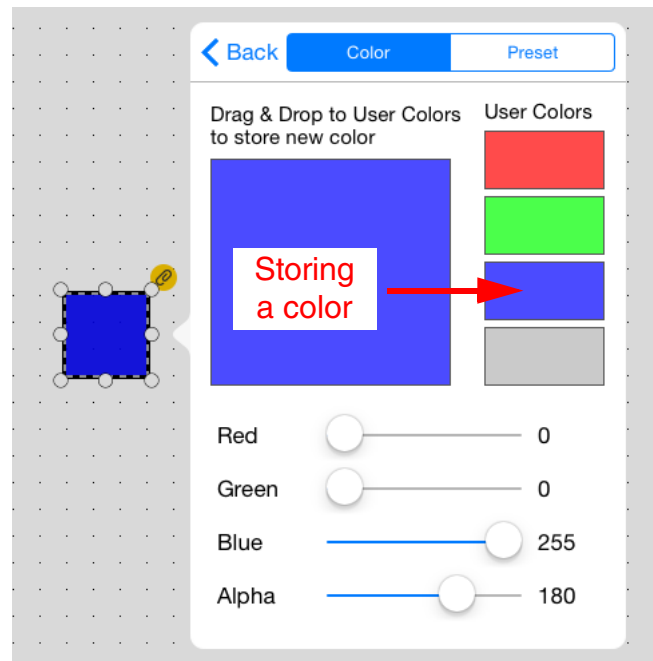 Back
Color
Preset
Drag & Drop to User Colors
to store new color
User Colors
Storing
a color
Red 0
Green 0
Blue 255
Alpha 180